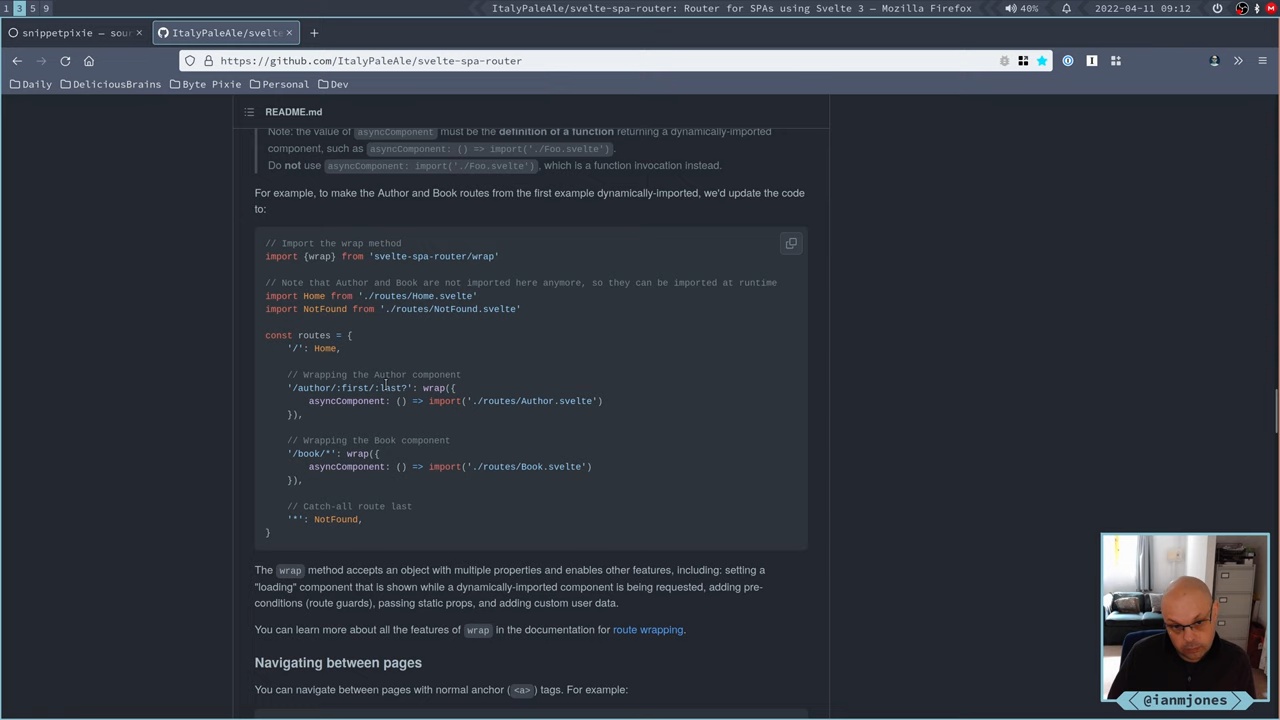 1 3 5 9
ItalyPaleAle/svelte-spa-router: Router for SPAs using Svelte 3 — Mozilla Firefox
40%
2022-04-11 09:12
snippetpixie — sour
ItalyPaleAle/svelte-
https://github.com/ItalyPaleAle/svelte-spa-router
Daily
DeliciousBrains
Byte Pixie
Personal
Dev
README.md
Note: the value of asyncComponent must be the definition of a function returning a dynamically-imported
component, such as asyncComponent: () => import('./Foo.svelte').
Do not use asyncComponent: import('./Foo.svelte'), which is a function invocation instead.
For example, to make the Author and Book routes from the first example dynamically-imported, we'd update the code
to:
// Import the wrap method
import {wrap} from 'svelte-spa-router/wrap'
// Note that Author and Book are not imported here anymore, so they can be imported at runtime
import Home from './routes/Home.svelte'
import NotFound from './routes/NotFound.svelte'
const routes = {
'/': Home,
// Wrapping the Author component
'/author/:first/:last?': wrap({
asyncComponent: () => import('./routes/Author.svelte')
}),
// Wrapping the Book component
'/book/*': wrap({
asyncComponent: () => import('./routes/Book.svelte')
}),
// Catch-all route last
'*': NotFound,
}
The wrap method accepts an object with multiple properties and enables other features, including: setting a
"loading" component that is shown while a dynamically-imported component is being requested, adding pre-
conditions (route guards), passing static props, and adding custom user data.
You can learn more about all the features of wrap in the documentation for route wrapping.
Navigating between pages
You can navigate between pages with normal anchor (<a>) tags. For example:
@ianmjones